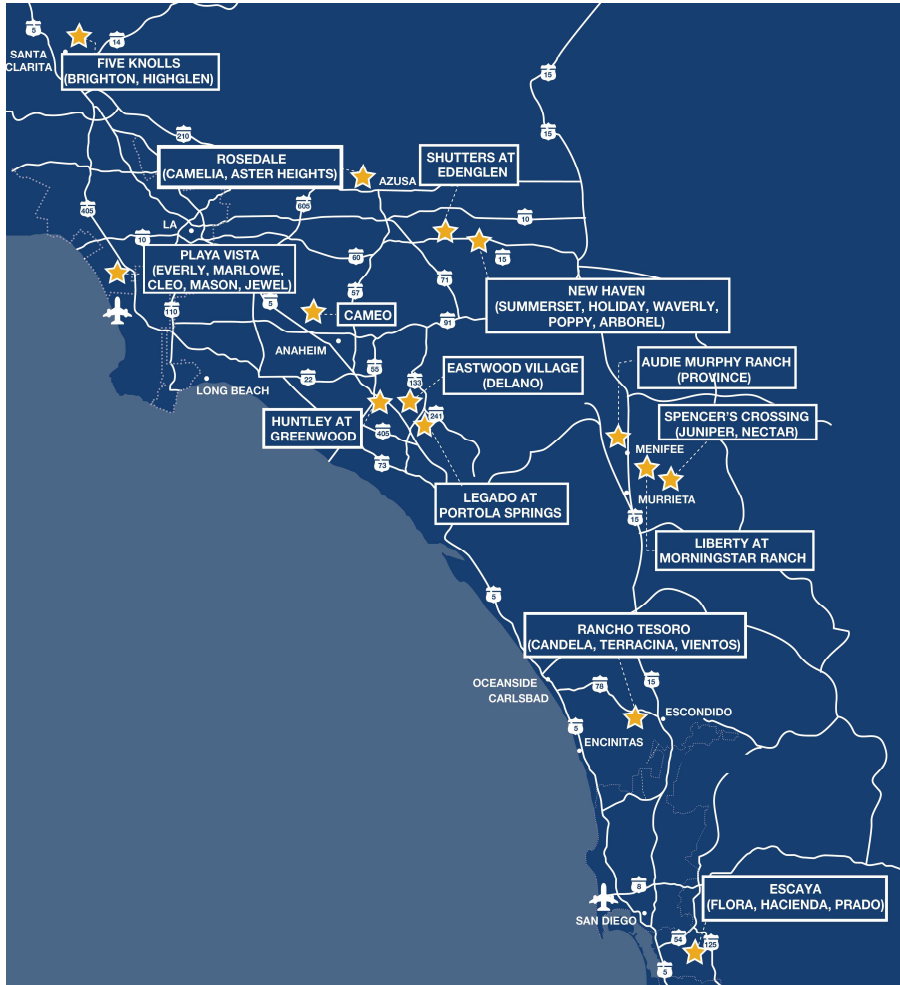 5
14
SANTA
CLARITA
FIVE KNOLLS
(BRIGHTON, HIGHGLEN)
15
15
210
ROSEDALE
(CAMELIA, ASTER HEIGHTS)
AZUSA
SHUTTERS AT
EDENGLEN
405
605
LA
10
10
60
15
PLAYA VISTA
(EVERLY, MARLOWE,
CLEO, MASON, JEWEL)
71
57
5
110
CAMEO
91
NEW HAVEN
(SUMMERSET, HOLIDAY, WAVERLY,
POPPY, ARBOREL)
ANAHEIM
55
22
133
LONG BEACH
EASTWOOD VILLAGE
(DELANO)
AUDIE MURPHY RANCH
(PROVINCE)
HUNTLEY AT
GREENWOOD
405
241
73
SPENCER'S CROSSING
(JUNIPER, NECTAR)
MENIFEE
MURRIETA
LEGADO AT
PORTOLA SPRINGS
15
LIBERTY AT
MORNINGSTAR RANCH
5
RANCHO TESORO
(CANDELA, TERRACINA, VIENTOS)
OCEANSIDE
CARLSBAD
78
15
ESCONDIDO
5
ENCINITAS
8
ESCAYA
(FLORA, HACIENDA, PRADO)
SAN DIEGO
54
125
5